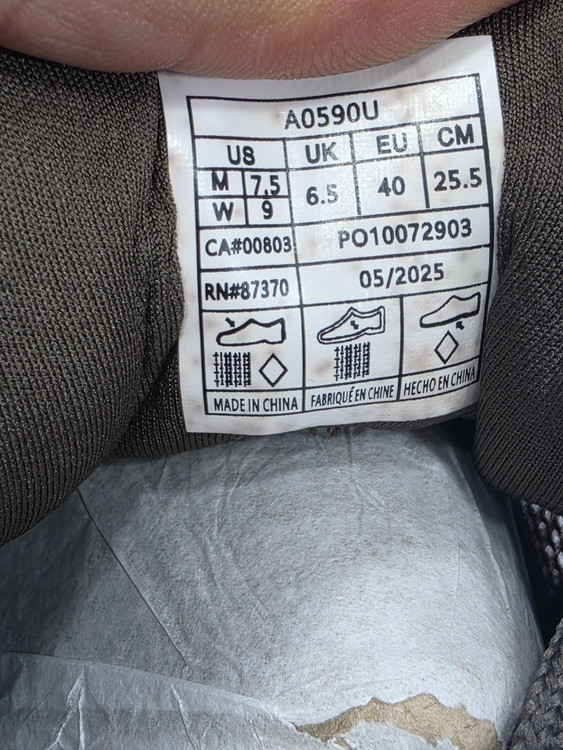 A0590U
US UK EU CM
M 7.5 6.5 40 25.5
W 9
CA#00803 PO10072903
RN#87370 05/2025
MADE IN CHINA FABRIQUÉ EN CHINE HECHO EN CHINA